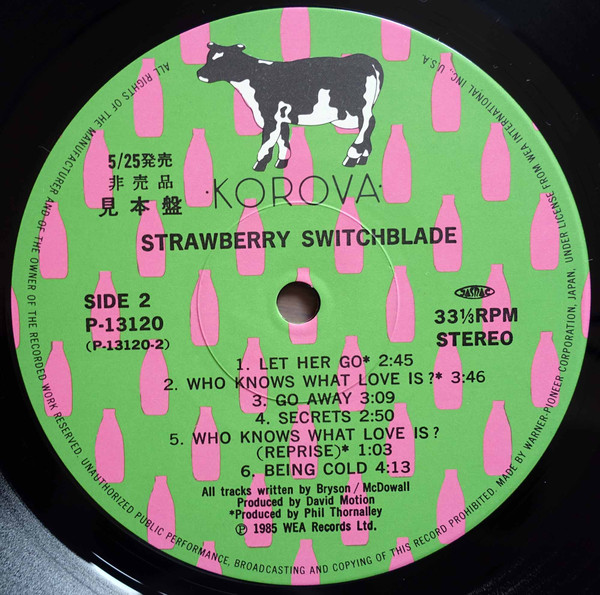 5/25発売
非売品
見本盤
·KOROVA·
STRAWBERRY SWITCHBLADE
SIDE 2
P-13120
(P-13120-2)
JASRAC
33⅓RPM
STEREO
1. LET HER GO* 2:45
2. WHO KNOWS WHAT LOVE IS?* 3:46
3. GO AWAY 3:09
4. SECRETS 2:50
5. WHO KNOWS WHAT LOVE IS?
(REPRISE)* 1:03
6. BEING COLD 4:13
All tracks written by Bryson/McDowall
Produced by David Motion
*Produced by Phil Thornalley
Ⓟ 1985 WEA Records Ltd.
ALL RIGHTS OF THE MANUFACTURER AND OF THE OWNER OF THE RECORDED WORK RESERVED. UNAUTHORIZED PUBLIC PERFORMANCE, BROADCASTING AND COPYING OF THIS RECORD PROHIBITED. MADE BY WARNER-PIONEER CORPORATION, JAPAN, UNDER LICENSE FROM WEA INTERNATIONAL INC., U.S.A.